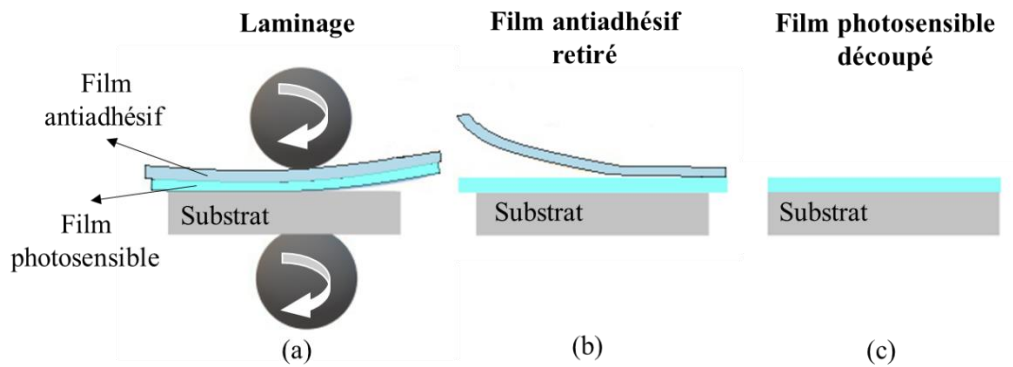 Laminage
Film
antiadhésif
Film
photosensible
Substrat
(a)
Film antiadhésif
retiré
Substrat
(b)
Film photosensible
découpé
Substrat
(c)